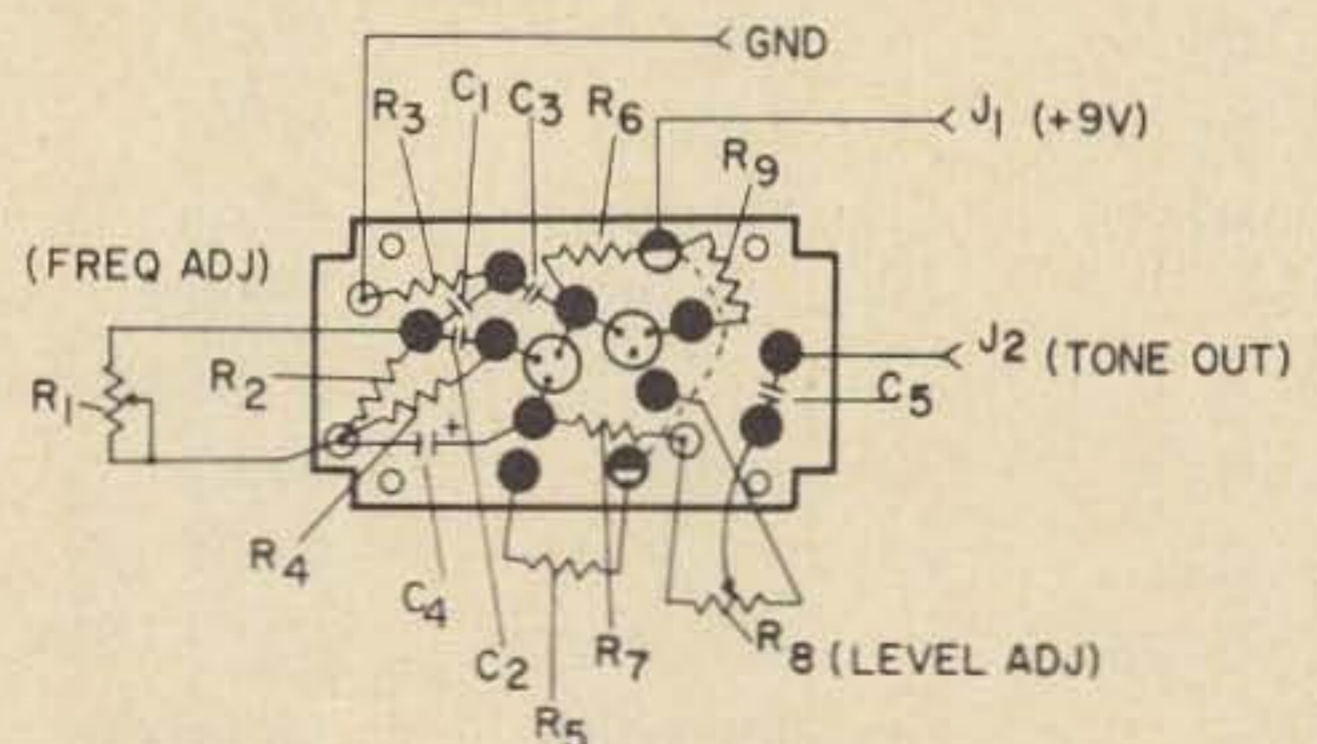 GND
J1 (+9V)
R3 C1 C3 R6
R9
(FREQ ADJ)
J2 (TONE OUT)
R2
R1
C5
+
R4
C4
C2
R7
R8 (LEVEL ADJ)
R5